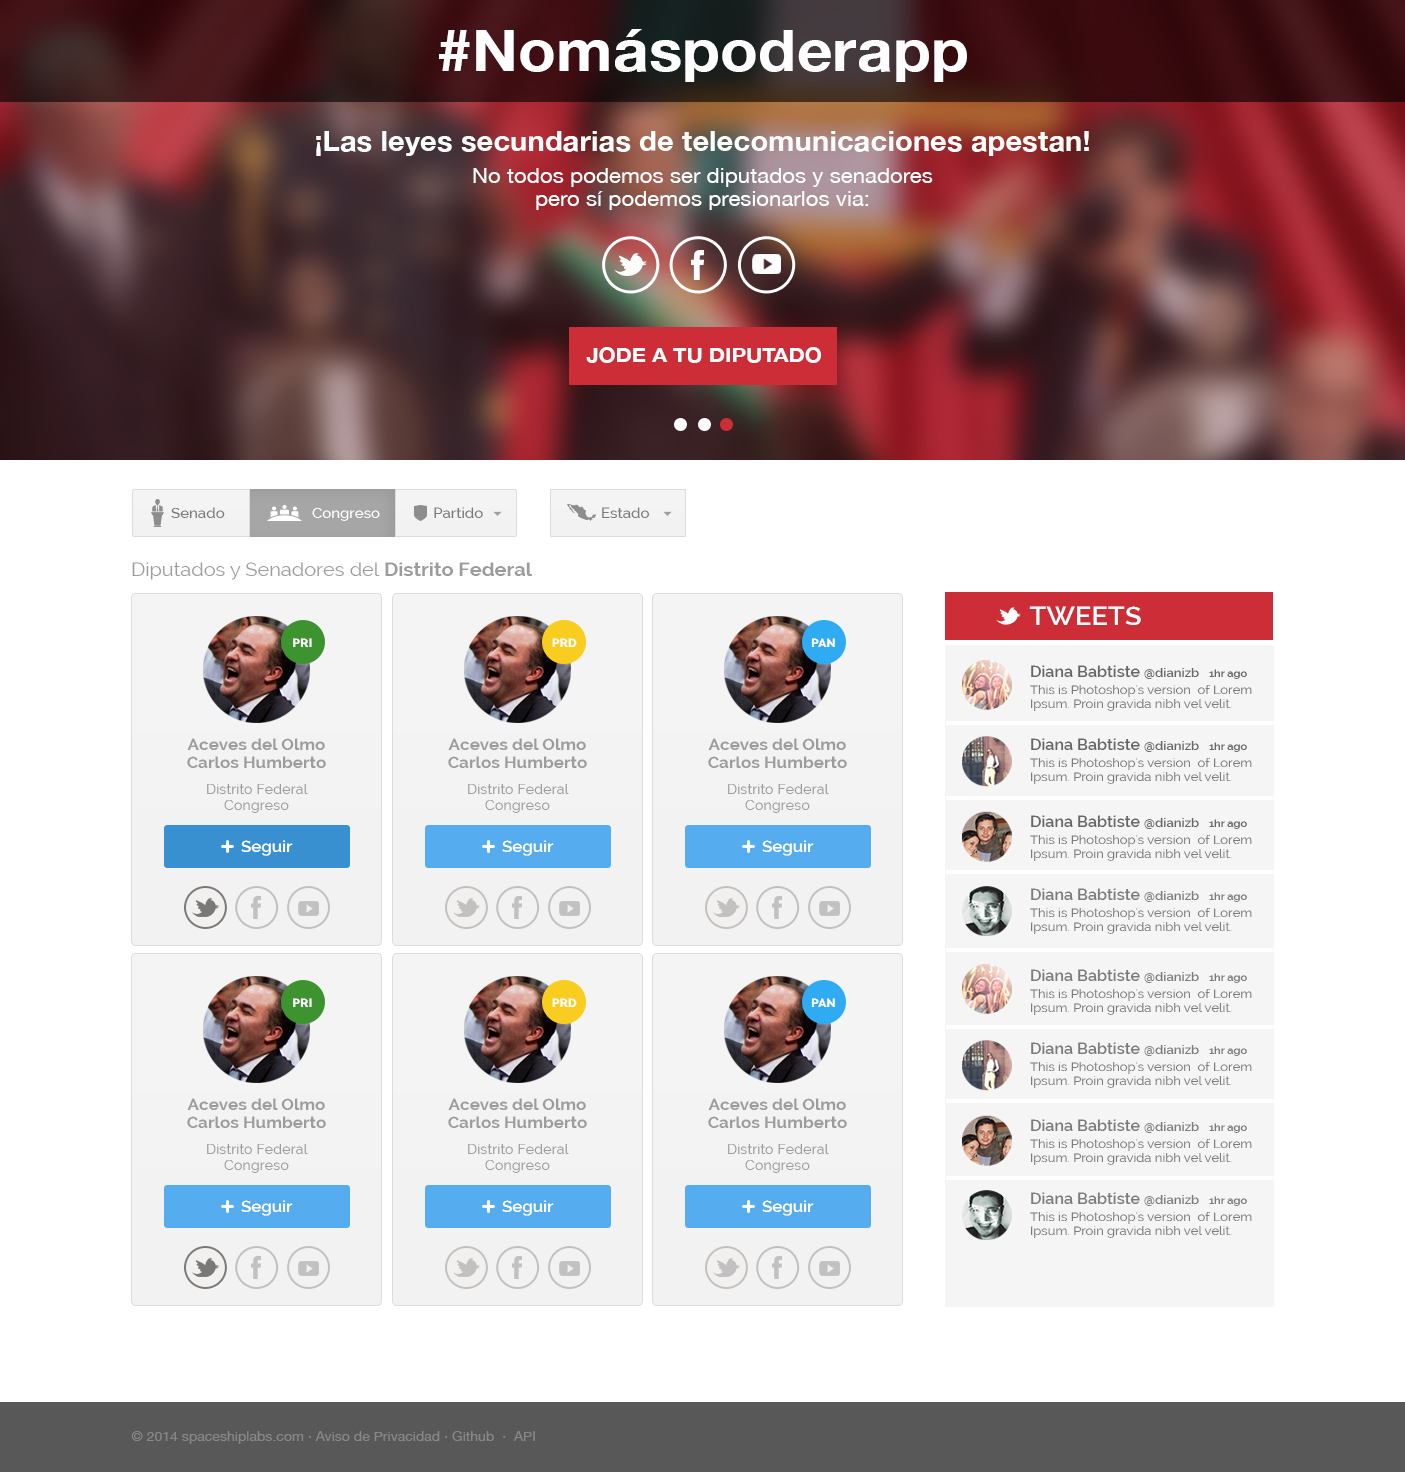 #Nomáspoderapp
¡Las leyes secundarias de telecomunicaciones apestan!
No todos podemos ser diputados y senadores
pero sí podemos presionarlos via:
JODE A TU DIPUTADO
Senado
Congreso
Partido
Estado
Diputados y Senadores del Distrito Federal
PRI
Aceves del Olmo
Carlos Humberto
Distrito Federal
Congreso
+ Seguir
PRD
Aceves del Olmo
Carlos Humberto
Distrito Federal
Congreso
+ Seguir
PAN
Aceves del Olmo
Carlos Humberto
Distrito Federal
Congreso
+ Seguir
PRI
Aceves del Olmo
Carlos Humberto
Distrito Federal
Congreso
+ Seguir
PRD
Aceves del Olmo
Carlos Humberto
Distrito Federal
Congreso
+ Seguir
PAN
Aceves del Olmo
Carlos Humberto
Distrito Federal
Congreso
+ Seguir
TWEETS
Diana Babtiste @dianizb 1hr ago
This is Photoshop's version of Lorem
Ipsum. Proin gravida nibh vel velit.
Diana Babtiste @dianizb 1hr ago
This is Photoshop's version of Lorem
Ipsum. Proin gravida nibh vel velit.
Diana Babtiste @dianizb 1hr ago
This is Photoshop's version of Lorem
Ipsum. Proin gravida nibh vel velit.
Diana Babtiste @dianizb 1hr ago
This is Photoshop's version of Lorem
Ipsum. Proin gravida nibh vel velit.
Diana Babtiste @dianizb 1hr ago
This is Photoshop's version of Lorem
Ipsum. Proin gravida nibh vel velit.
Diana Babtiste @dianizb 1hr ago
This is Photoshop's version of Lorem
Ipsum. Proin gravida nibh vel velit.
Diana Babtiste @dianizb 1hr ago
This is Photoshop's version of Lorem
Ipsum. Proin gravida nibh vel velit.
Diana Babtiste @dianizb 1hr ago
This is Photoshop's version of Lorem
Ipsum. Proin gravida nibh vel velit.
© 2014 spaceshiplabs.com · Aviso de Privacidad · Github · API